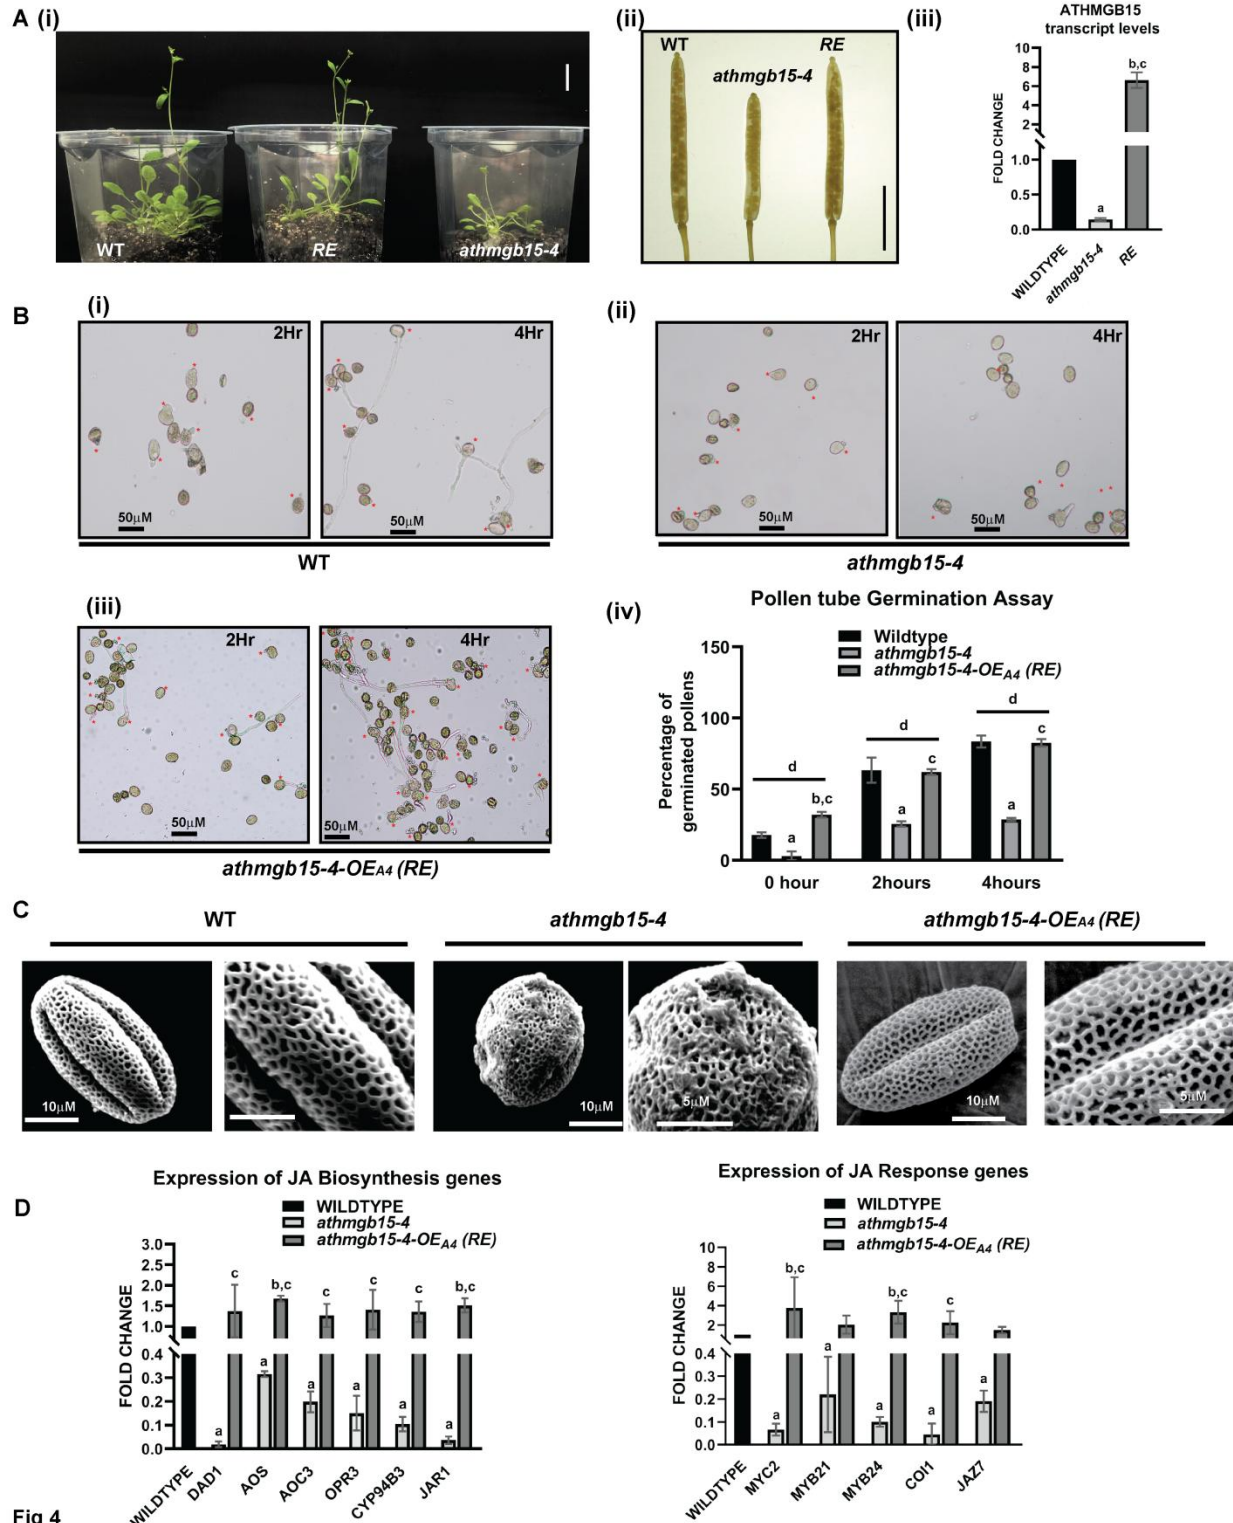 A (i)
WT
RE
athmgb15-4
(ii)
WT
athmgb15-4
RE
(iii)
ATHMGB15
transcript levels
FOLD CHANGE
10
8
6
4
2
1.0
0.5
0.0
b,c
a
WILDTYPE
athmgb15-4
RE
B
(i)
2Hr
4Hr
50μM
50μM
WT
(ii)
2Hr
4Hr
50μM
50μM
athmgb15-4
(iii)
2Hr
4Hr
50μM
50μM
athmgb15-4-OEA4 (RE)
(iv)
Pollen tube Germination Assay
Wildtype
athmgb15-4
athmgb15-4-OEA4 (RE)
Percentage of
germinated pollens
150
100
50
0
d
a
b,c
d
a
c
d
a
c
0 hour
2hours
4hours
C
WT
athmgb15-4
athmgb15-4-OEA4 (RE)
10μM
10μM
5μM
10μM
5μM
D
Expression of JA Biosynthesis genes
WILDTYPE
athmgb15-4
athmgb15-4-OEA4 (RE)
FOLD CHANGE
3.0
2.5
2.0
1.5
1.0
0.4
0.3
0.2
0.1
0.0
c
b,c
c
c
c
b,c
a
a
a
a
a
a
WILDTYPE
DAD1
AOS
AOC3
OPR3
CYP94B3
JAR1
Expression of JA Response genes
WILDTYPE
athmgb15-4
athmgb15-4-OEA4 (RE)
FOLD CHANGE
10
8
6
4
2
0.4
0.3
0.2
0.1
0.0
b,c
b,c
c
a
a
a
a
a
WILDTYPE
MYC2
MYB21
MYB24
COI1
JAZ7
Fig 4